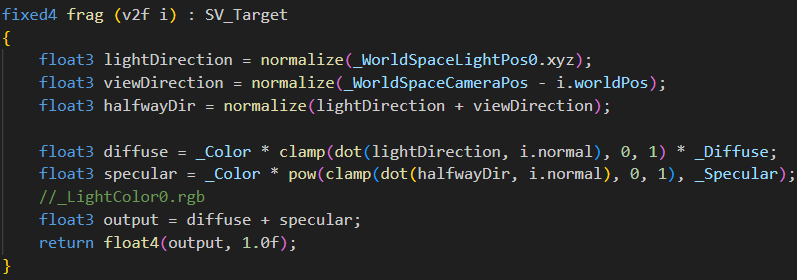 fixed4 frag (v2f i) : SV_Target
{
    float3 lightDirection = normalize(_WorldSpaceLightPos0.xyz);
    float3 viewDirection = normalize(_WorldSpaceCameraPos - i.worldPos);
    float3 halfwayDir = normalize(lightDirection + viewDirection);

    float3 diffuse = _Color * clamp(dot(lightDirection, i.normal), 0, 1) * _Diffuse;
    float3 specular = _Color * pow(clamp(dot(halfwayDir, i.normal), 0, 1), _Specular);
    //_LightColor0.rgb
    float3 output = diffuse + specular;
    return float4(output, 1.0f);
}